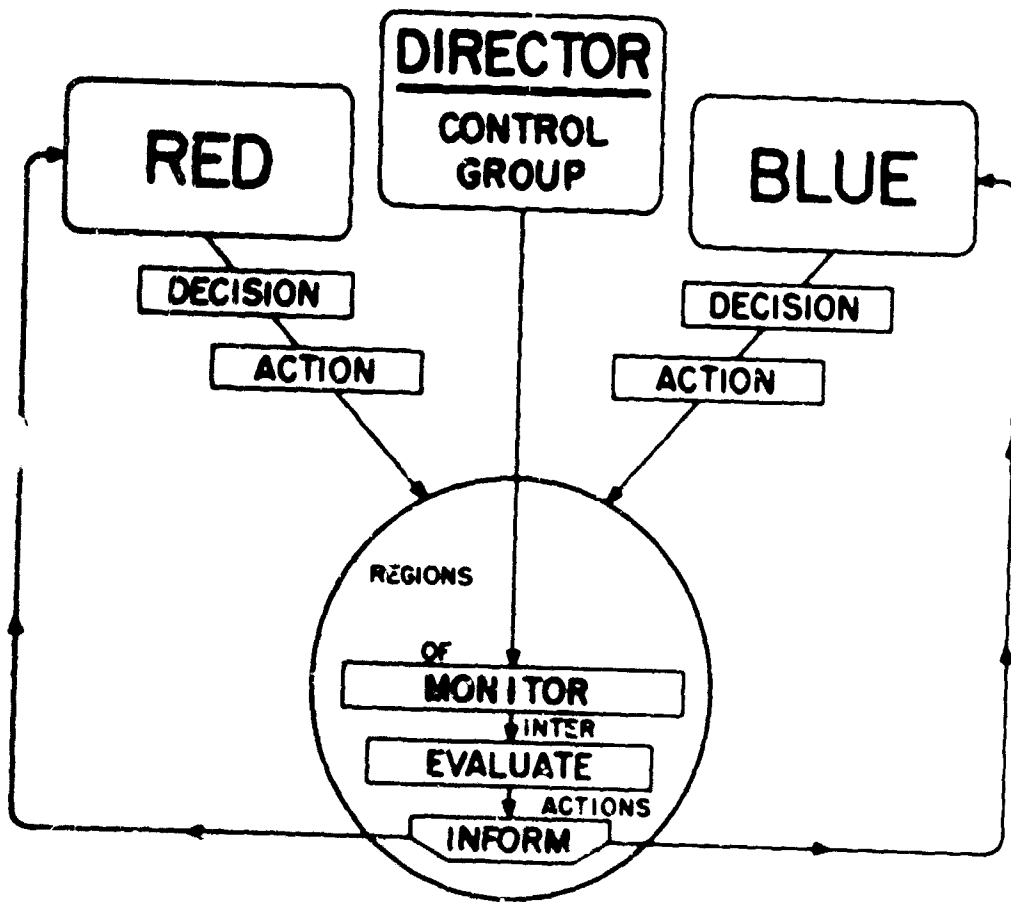 DIRECTOR
CONTROL
GROUP
RED
BLUE
DECISION
DECISION
ACTION
ACTION
REGIONS
OF
MONITOR
INTER
EVALUATE
ACTIONS
INFORM